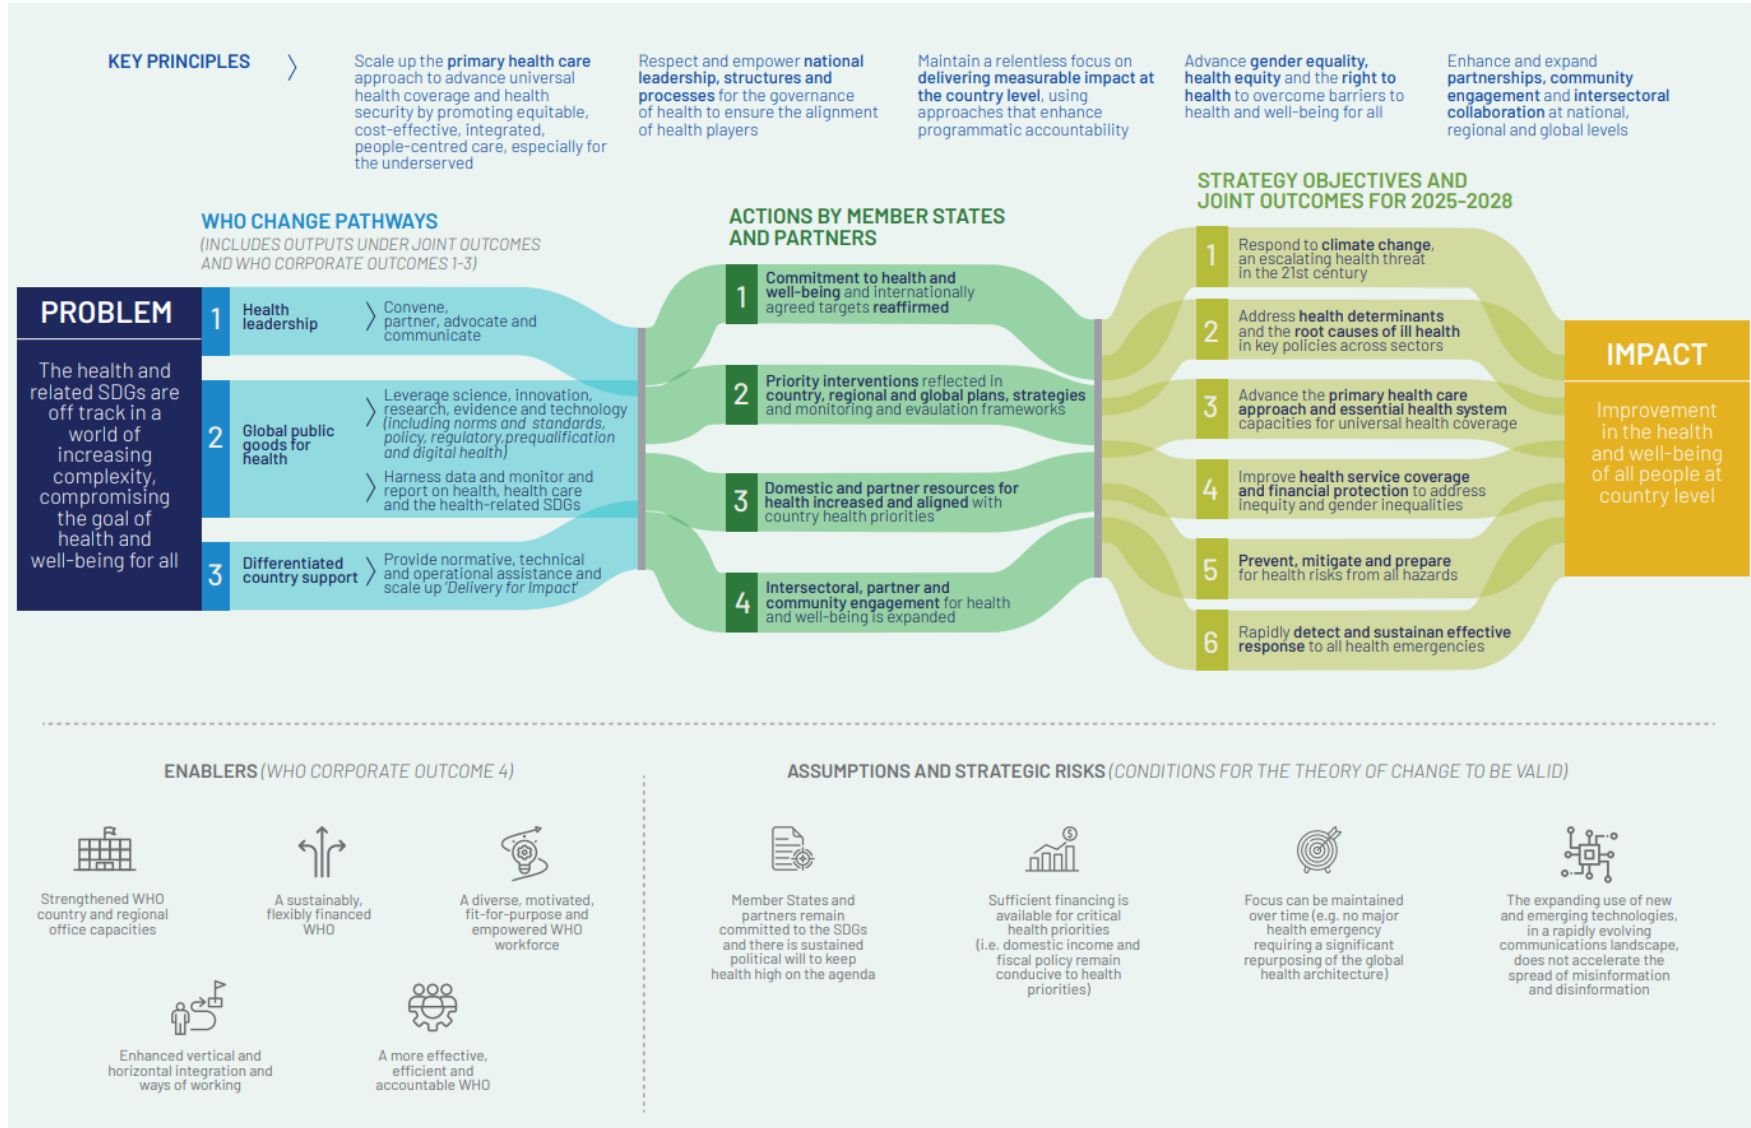 KEY PRINCIPLES
Scale up the primary health care
approach to advance universal
health coverage and health
security by promoting equitable,
cost-effective, integrated,
people-centred care, especially for
the underserved
Respect and empower national
leadership, structures and
processes for the governance
of health to ensure the alignment
of health players
Maintain a relentless focus on
delivering measurable impact at
the country level, using
approaches that enhance
programmatic accountability
Advance gender equality,
health equity and the right to
health to overcome barriers to
health and well-being for all
Enhance and expand
partnerships, community
engagement and intersectoral
collaboration at national,
regional and global levels
PROBLEM
The health and
related SDGs are
off track in a
world of
increasing
complexity,
compromising
the goal of
health and
well-being for all
WHO CHANGE PATHWAYS
(INCLUDES OUTPUTS UNDER JOINT OUTCOMES
AND WHO CORPORATE OUTCOMES 1-3)
1
Health
leadership
Convene,
partner, advocate and
communicate
2
Global public
goods for
health
Leverage science, innovation,
research, evidence and technology
(including norms and standards,
policy, regulatory,prequalification
and digital health)
Harness data and monitor and
report on health, health care
and the health-related SDGs
3
Differentiated
country support
Provide normative, technical
and operational assistance and
scale up 'Delivery for Impact'
ACTIONS BY MEMBER STATES
AND PARTNERS
1
Commitment to health and
well-being and internationally
agreed targets reaffirmed
2
Priority interventions reflected in
country, regional and global plans, strategies
and monitoring and evaulation frameworks
3
Domestic and partner resources for
health increased and aligned with
country health priorities
4
Intersectoral, partner and
community engagement for health
and well-being is expanded
STRATEGY OBJECTIVES AND
JOINT OUTCOMES FOR 2025-2028
1
Respond to climate change,
an escalating health threat
in the 21st century
2
Address health determinants
and the root causes of ill health
in key policies across sectors
3
Advance the primary health care
approach and essential health system
capacities for universal health coverage
4
Improve health service coverage
and financial protection to address
inequity and gender inequalities
5
Prevent, mitigate and prepare
for health risks from all hazards
6
Rapidly detect and sustainan effective
response to all health emergencies
IMPACT
Improvement
in the health
and well-being
of all people at
country level
ENABLERS (WHO CORPORATE OUTCOME 4)
Strengthened WHO
country and regional
office capacities
A sustainably,
flexibly financed
WHO
A diverse, motivated,
fit-for-purpose and
empowered WHO
workforce
Enhanced vertical and
horizontal integration and
ways of working
A more effective,
efficient and
accountable WHO
ASSUMPTIONS AND STRATEGIC RISKS (CONDITIONS FOR THE THEORY OF CHANGE TO BE VALID)
Member States and
partners remain
committed to the SDGs
and there is sustained
political will to keep
health high on the agenda
$
Sufficient financing is
available for critical
health priorities
(i.e. domestic income and
fiscal policy remain
conducive to health
priorities)
Focus can be maintained
over time (e.g. no major
health emergency
requiring a significant
repurposing of the global
health architecture)
The expanding use of new
and emerging technologies,
in a rapidly evolving
communications landscape,
does not accelerate the
spread of misinformation
and disinformation